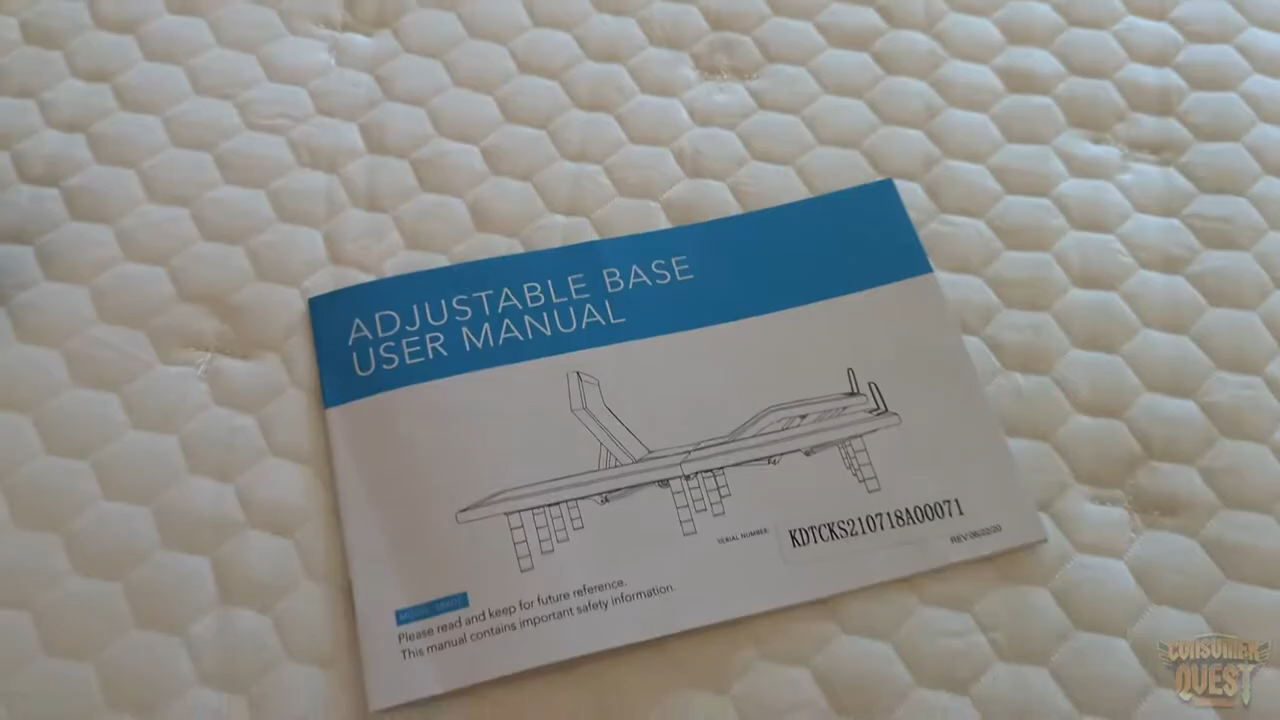 ADJUSTABLE BASE
USER MANUAL
SERIAL NUMBER:
KDTCKS210718A00071
REV:06/22/20
Please read and keep for future reference.
This manual contains important safety information.
CONSUMER
QUEST